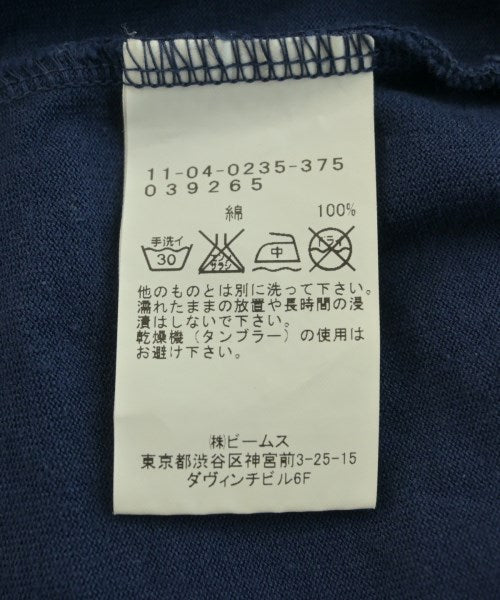 11-04-0235-375
039265
綿 100%
手洗イ 30 エンソサラシ 中 ドライ
他のものとは別に洗って下さい。
濡れたままの放置や長時間の浸
漬はしないで下さい。
乾燥機(タンブラー)の使用は
お避け下さい。
㈱ビームス
東京都渋谷区神宮前3-25-15
ダヴィンチビル6F